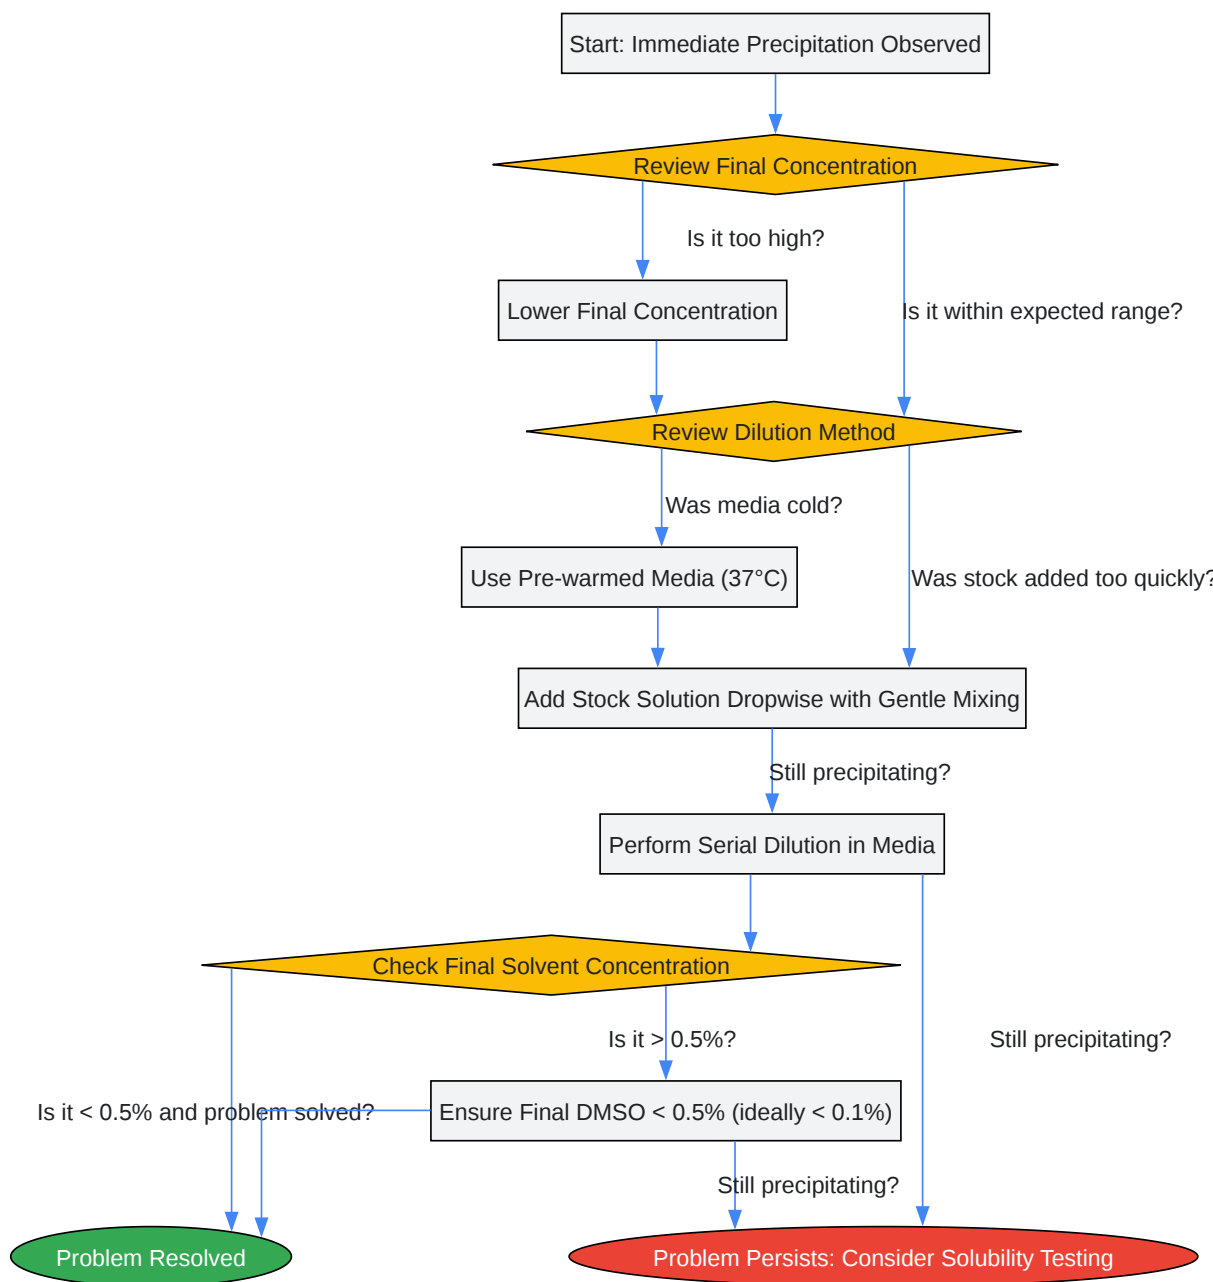 Start: Immediate Precipitation Observed
Review Final Concentration
Is it too high?
Lower Final Concentration
Is it within expected range?
Review Dilution Method
Was media cold?
Use Pre-warmed Media (37°C)
Was stock added too quickly?
Add Stock Solution Dropwise with Gentle Mixing
Still precipitating?
Perform Serial Dilution in Media
Check Final Solvent Concentration
Is it > 0.5%?
Still precipitating?
Is it < 0.5% and problem solved?
Ensure Final DMSO < 0.5% (ideally < 0.1%)
Still precipitating?
Problem Resolved
Problem Persists: Consider Solubility Testing